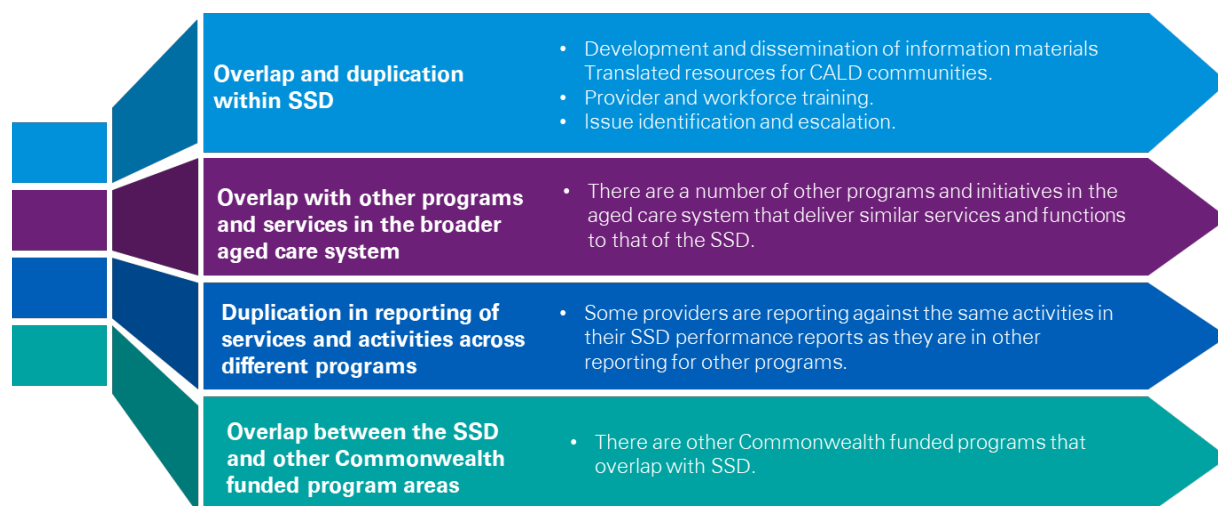 Overlap and duplication
within SSD
• Development and dissemination of information materials
Translated resources for CALD communities.
• Provider and workforce training.
• Issue identification and escalation.
Overlap with other programs
and services in the broader
aged care system
• There are a number of other programs and initiatives in the
aged care system that deliver similar services and functions
to that of the SSD.
Duplication in reporting of
services and activities across
different programs
• Some providers are reporting against the same activities in
their SSD performance reports as they are in other
reporting for other programs.
Overlap between the SSD
and other Commonwealth
funded program areas
• There are other Commonwealth funded programs that
overlap with SSD.